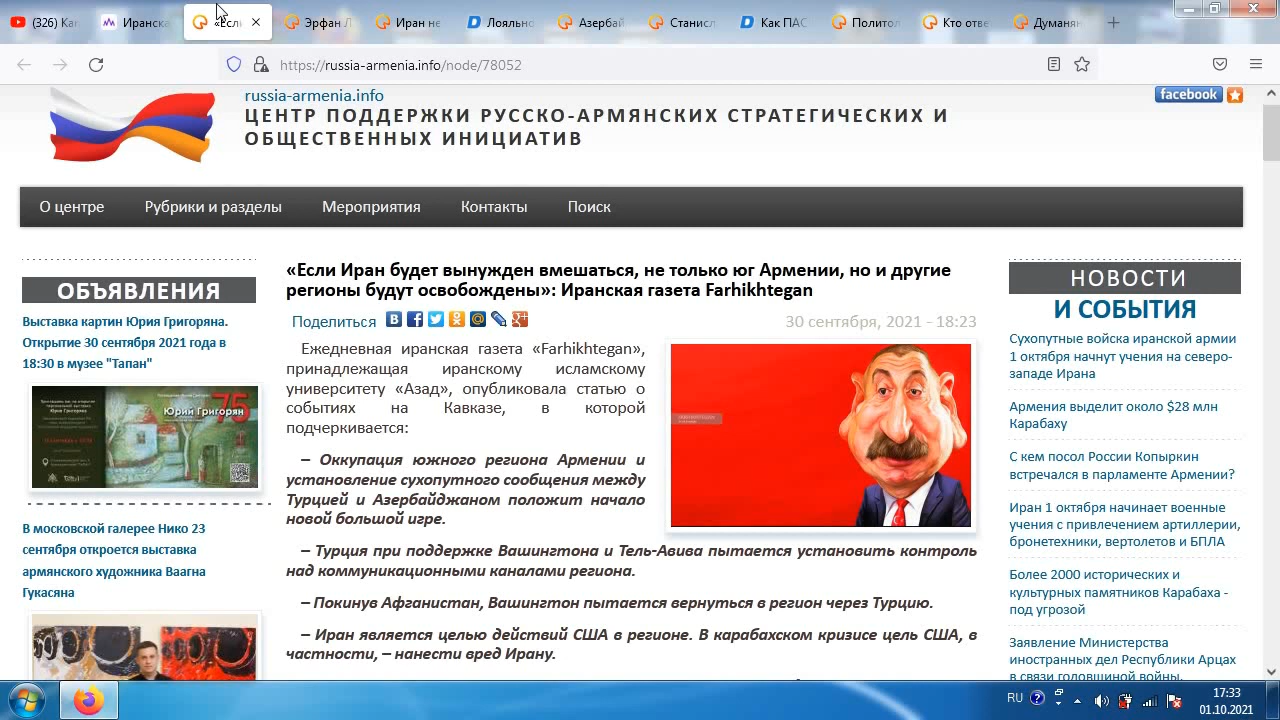 (326) Кап
Иранска
«Если
Эрфан Л
Иран не
Лояльно
Азербай
Станисл
Как ПАС
Полито
Кто отве
Думаня
https://russia-armenia.info/node/78052
russia-armenia.info
ЦЕНТР ПОДДЕРЖКИ РУССКО-АРМЯНСКИХ СТРАТЕГИЧЕСКИХ И
ОБЩЕСТВЕННЫХ ИНИЦИАТИВ
facebook
О центре
Рубрики и разделы
Мероприятия
Контакты
Поиск
ОБЪЯВЛЕНИЯ
Выставка картин Юрия Григоряна.
Открытие 30 сентября 2021 года в
18:30 в музее "Тапан"
Юрий Григорян
75
В московской галерее Нико 23
сентября откроется выставка
армянского художника Ваагна
Гукасяна
«Если Иран будет вынужден вмешаться, не только юг Армении, но и другие
регионы будут освобождены»: Иранская газета Farhikhtegan
Поделиться
30 сентября, 2021 - 18:23
Ежедневная иранская газета «Farhikhtegan»,
принадлежащая иранскому исламскому
университету «Азад», опубликовала статью о
событиях на Кавказе, в которой
подчеркивается:
– Оккупация южного региона Армении и
установление сухопутного сообщения между
Турцией и Азербайджаном положит начало
новой большой игре.
– Турция при поддержке Вашингтона и Тель-Авива пытается установить контроль
над коммуникационными каналами региона.
– Покинув Афганистан, Вашингтон пытается вернуться в регион через Турцию.
– Иран является целью действий США в регионе. В карабахском кризисе цель США, в
частности, – нанести вред Ирану.
НОВОСТИ
И СОБЫТИЯ
Сухопутные войска иранской армии
1 октября начнут учения на северо-
западе Ирана
Армения выделит около $28 млн
Карабаху
С кем посол России Копыркин
встречался в парламенте Армении?
Иран 1 октября начинает военные
учения с привлечением артиллерии,
бронетехники, вертолетов и БПЛА
Более 2000 исторических и
культурных памятников Карабаха -
под угрозой
Заявление Министерства
иностранных дел Республики Арцах
в связи годовщиной войны,
RU
17:33
01.10.2021